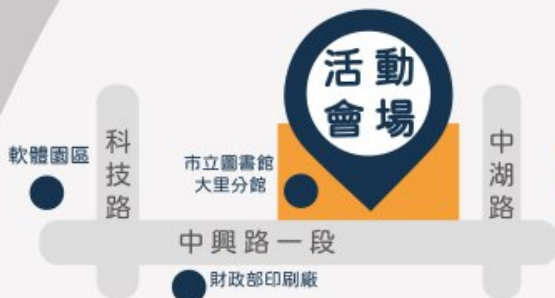 活動
會場
軟體園區
科技路
市立圖書館
大里分館
中湖路
中興路一段
財政部印刷廠